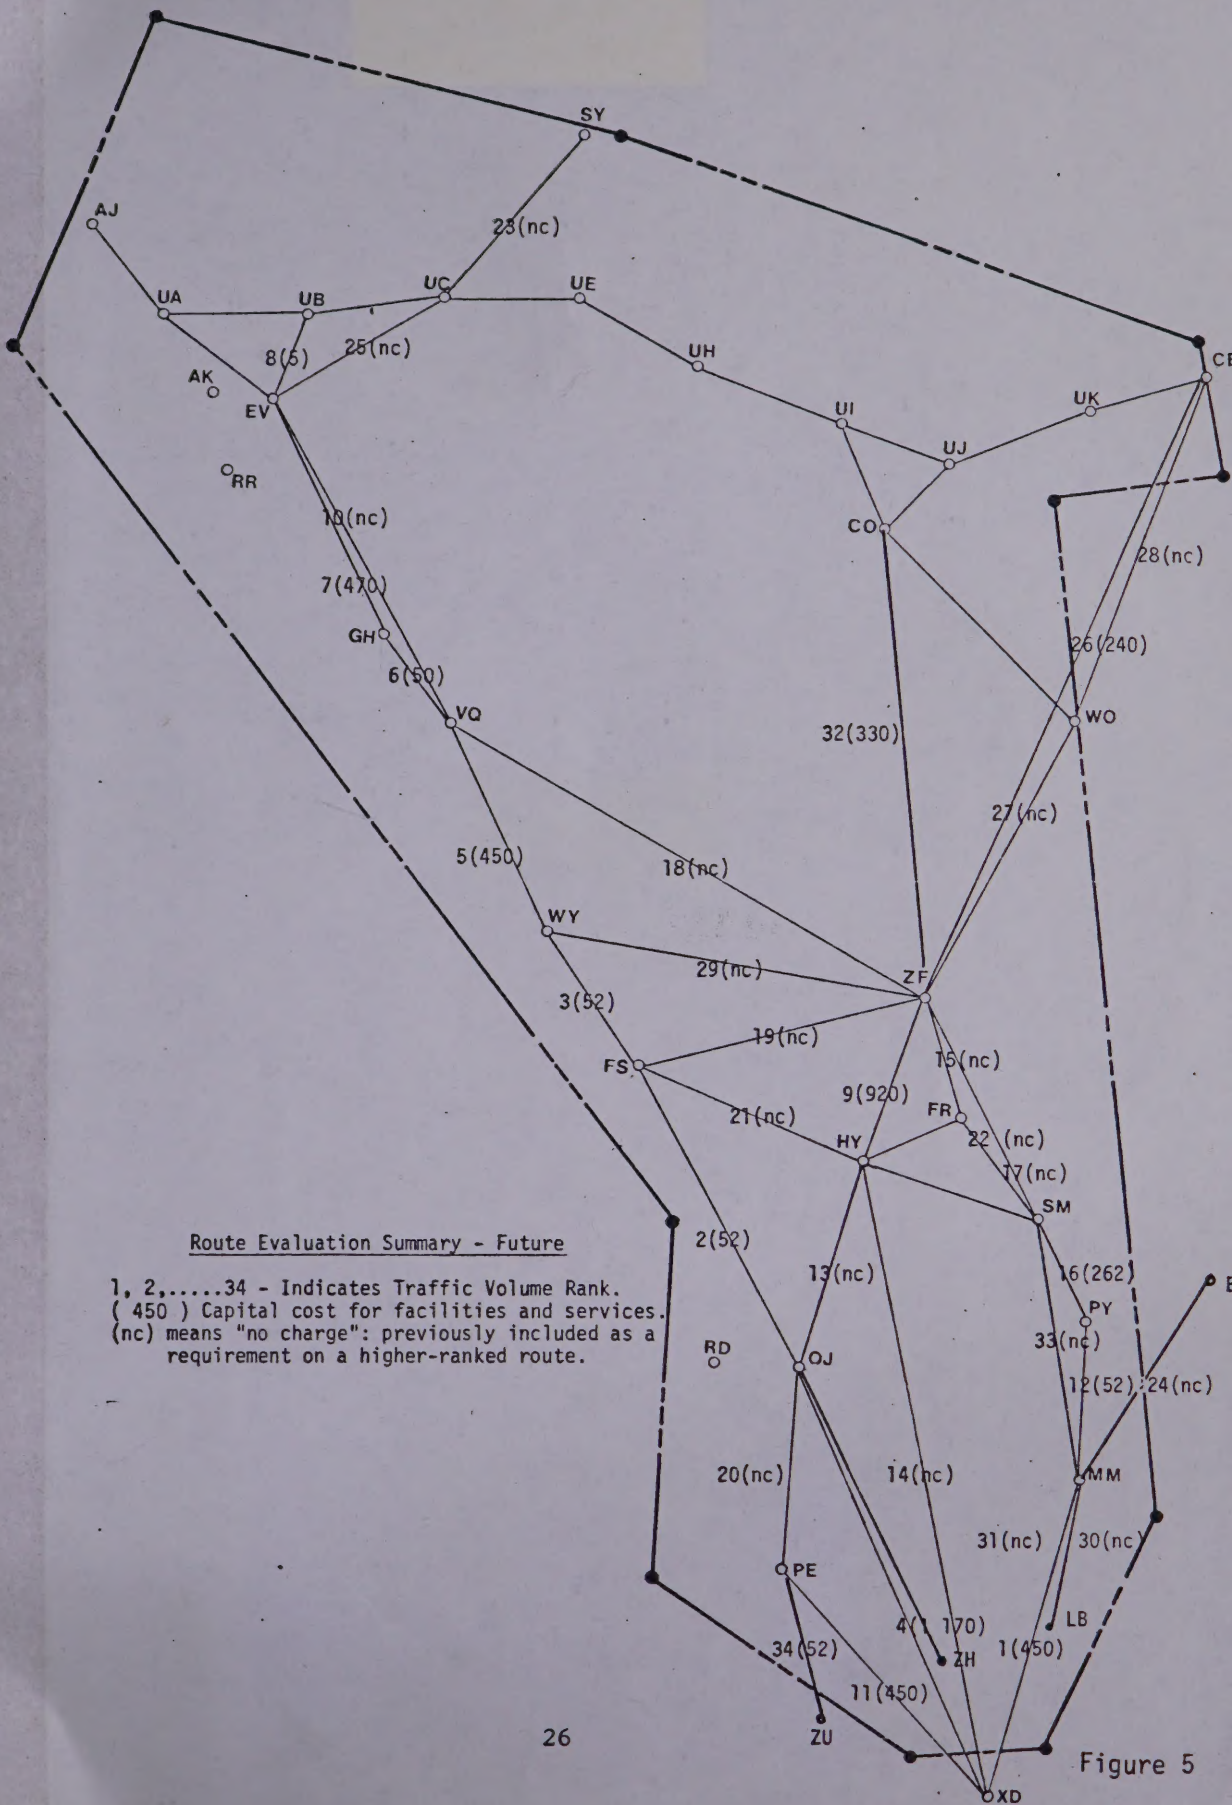 SY
AJ
23(nc)
UA
UB
UC
UE
8(5)
25(nc)
UH
CE
AK
EV
UK
UI
UJ
RR
10(nc)
CO
28(nc)
7(470)
GH
26(240)
6(50)
VQ
WO
32(330)
27(nc)
5(450)
18(nc)
WY
29(nc)
ZF
3(52)
19(nc)
15(nc)
FS
9(920)
21(nc)
FR
22 (nc)
HY
17(nc)
SM
Route Evaluation Summary - Future
2(52)
13(nc)
16(262)
1, 2,.....34 - Indicates Traffic Volume Rank.
( 450 ) Capital cost for facilities and services.
(nc) means "no charge": previously included as a
requirement on a higher-ranked route.
PY
33(nc)
RD
OJ
12(52)
24(nc)
20(nc)
14(nc)
MM
31(nc)
30(nc)
PE
4(1 170)
LB
34(52)
ZH
1(450)
11(450)
26
ZU
Figure 5
XD